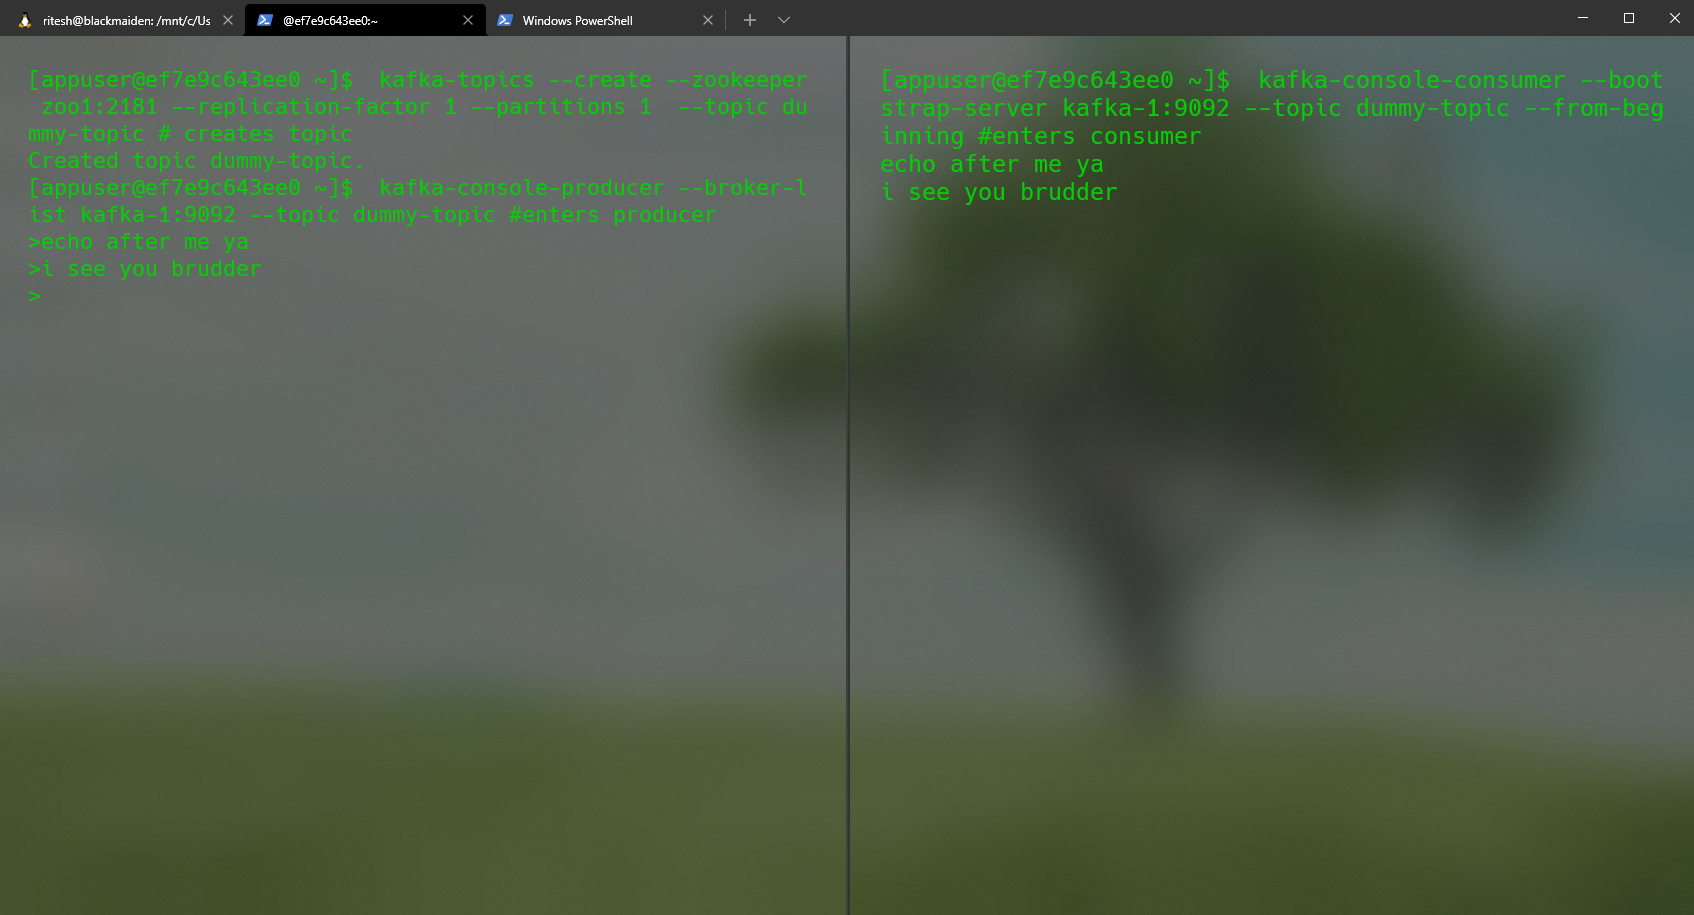 ritesh@blackmaiden: /mnt/c/Us
@ef7e9c643ee0:~
Windows PowerShell
[appuser@ef7e9c643ee0 ~]$  kafka-topics --create --zookeeper
 zoo1:2181 --replication-factor 1 --partitions 1  --topic du
mmy-topic # creates topic
Created topic dummy-topic.
[appuser@ef7e9c643ee0 ~]$  kafka-console-producer --broker-l
ist kafka-1:9092 --topic dummy-topic #enters producer
>echo after me ya
>i see you brudder
>
[appuser@ef7e9c643ee0 ~]$  kafka-console-consumer --boot
strap-server kafka-1:9092 --topic dummy-topic --from-beg
inning #enters consumer
echo after me ya
i see you brudder